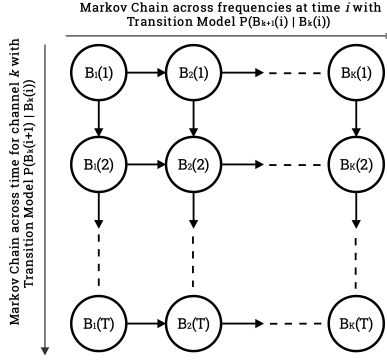 Markov Chain across frequencies at time i with
Transition Model P(Bₖ₊₁(i) | Bₖ(i))
Markov Chain across time for channel k with
Transition Model P(Bₖ(i+1) | Bₖ(i))
B₁(1) B₂(1) Bₖ(1)
B₁(2) B₂(2) Bₖ(2)
B₁(T) B₂(T) Bₖ(T)